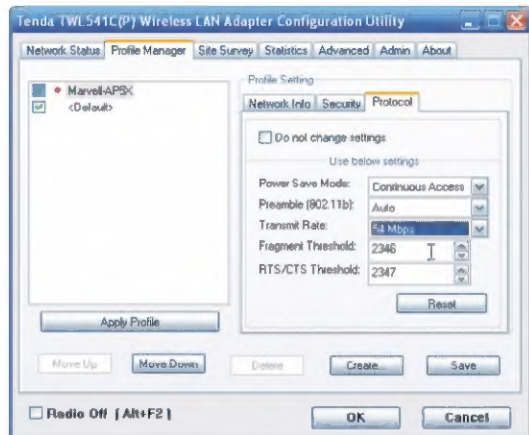 Tenda TWL541C(P) Wireless LAN Adapter Configuration Utility
Network Status Profile Manager Site Survey Statistics Advanced Admin About
Marvell-AP5X
<Default>
Profile Setting
Network Info Security Protocol
Do not change settings
Use below settings
Power Save Mode: Continuous Access
Preamble (802.11b): Auto
Transmit Rate: 54 Mbps
Fragment Threshold: 2346
RTS/CTS Threshold: 2347
Reset
Apply Profile
Move Up Move Down Delete Create... Save
Radio Off (Alt+F2)
OK Cancel